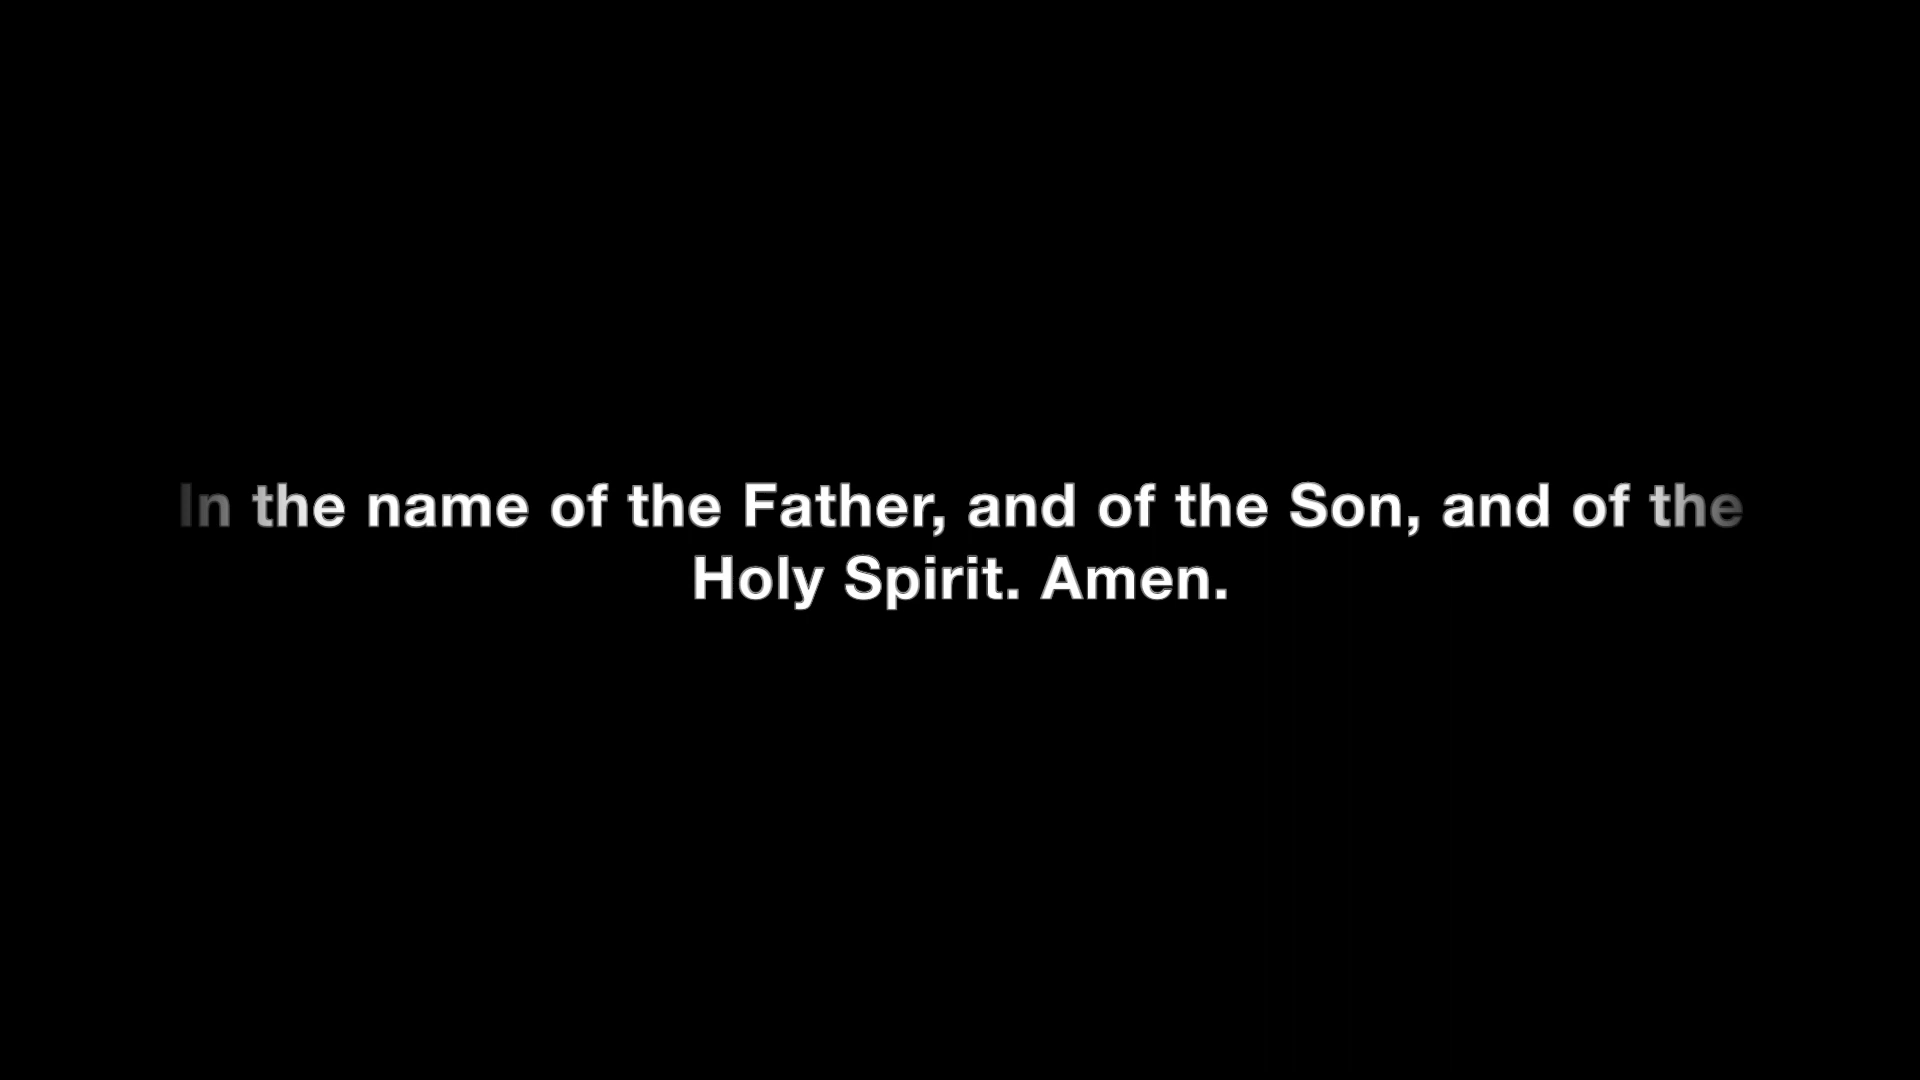 In the name of the Father, and of the Son, and of the
Holy Spirit. Amen.